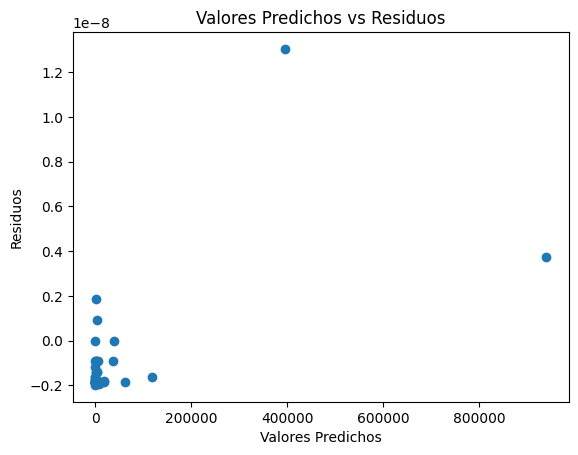 Valores Predichos vs Residuos
1e−8
1.2
1.0
0.8
0.6
0.4
0.2
0.0
−0.2
Residuos
0 200000 400000 600000 800000
Valores Predichos